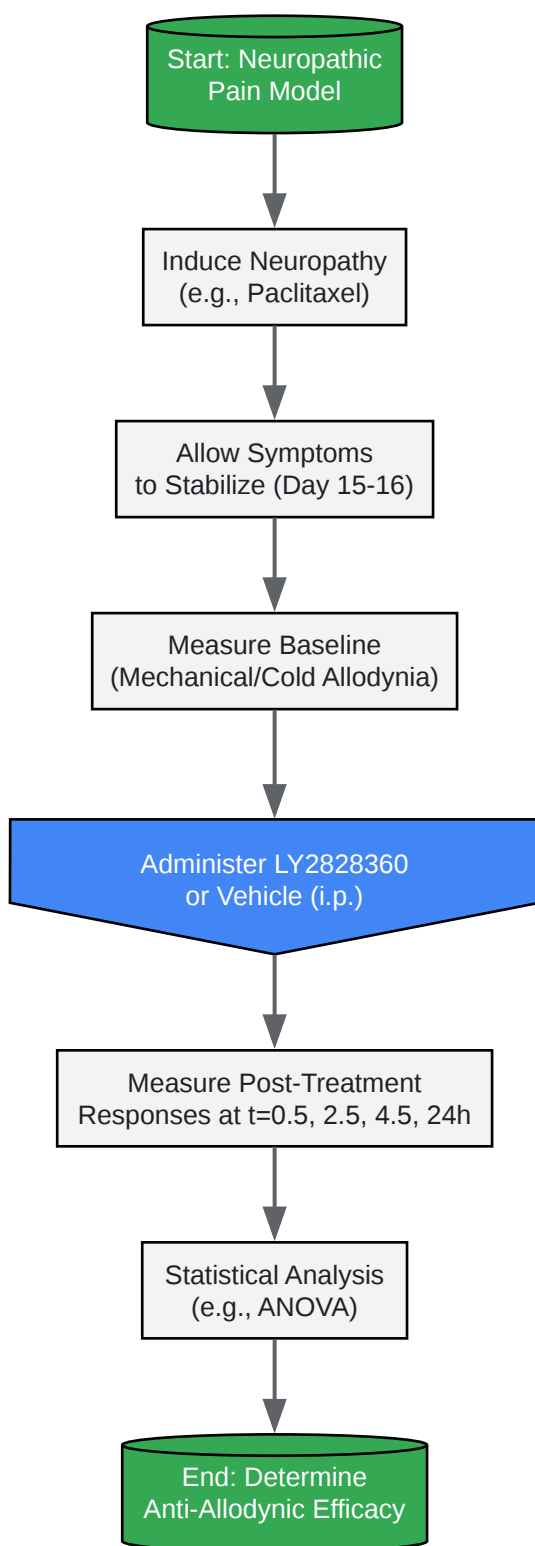 Start: Neuropathic
Pain Model
Induce Neuropathy
(e.g., Paclitaxel)
Allow Symptoms
to Stabilize (Day 15-16)
Measure Baseline
(Mechanical/Cold Allodynia)
Administer LY2828360
or Vehicle (i.p.)
Measure Post-Treatment
Responses at t=0.5, 2.5, 4.5, 24h
Statistical Analysis
(e.g., ANOVA)
End: Determine
Anti-Allodynic Efficacy